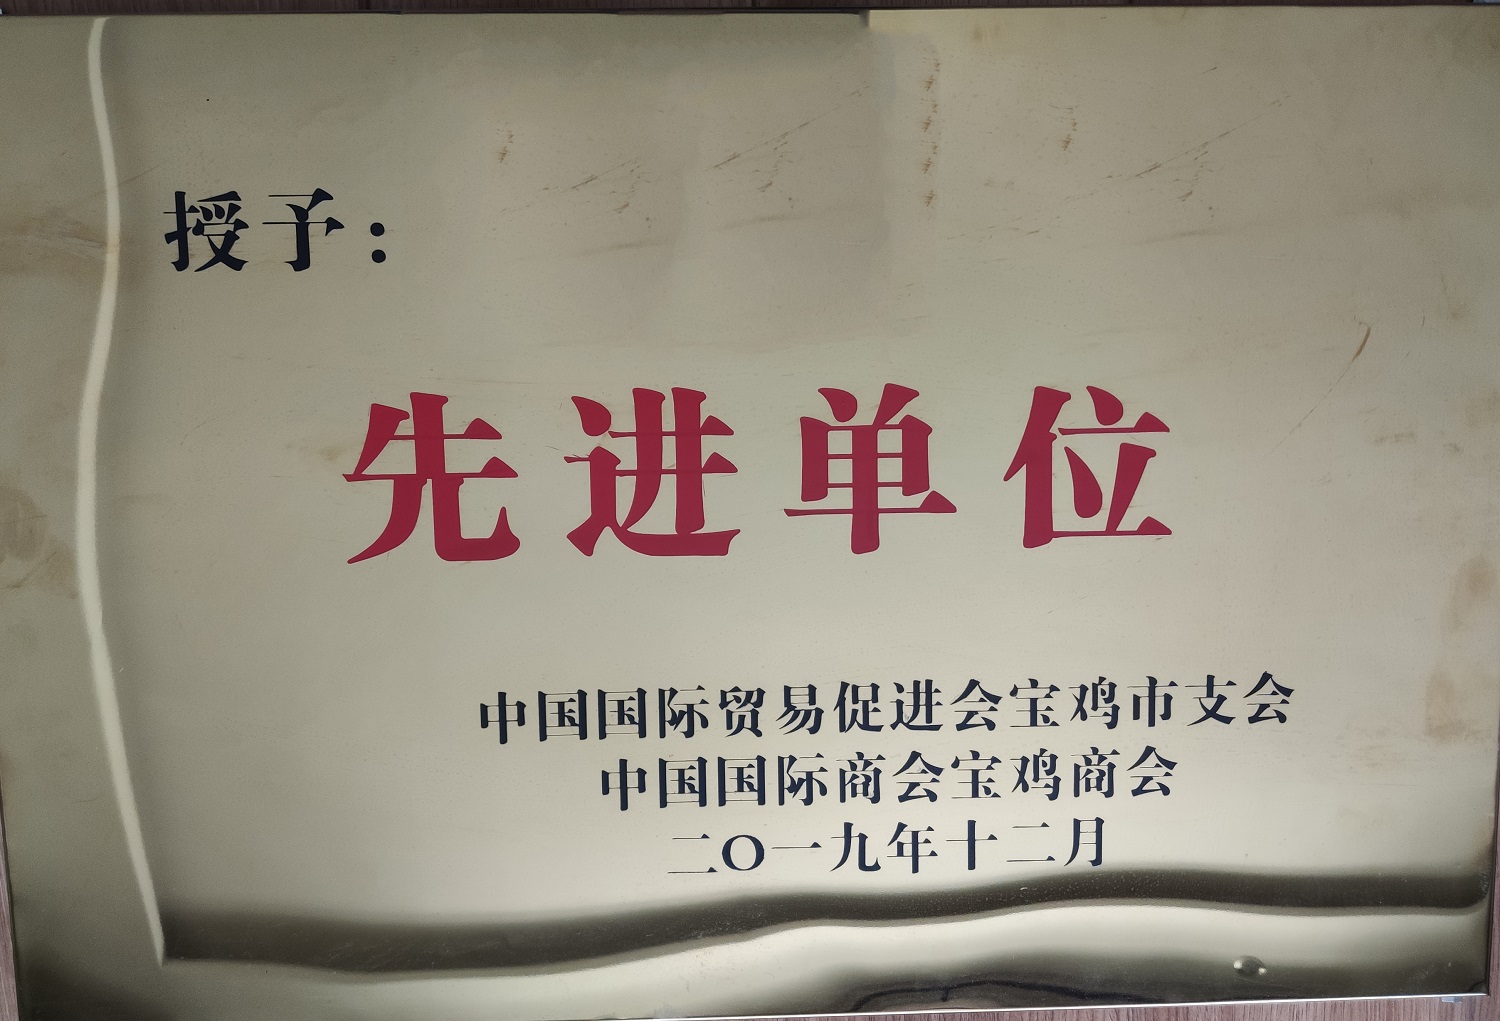 授予：
先进单位
中国国际贸易促进会宝鸡市支会
中国国际商会宝鸡商会
二〇一九年十二月